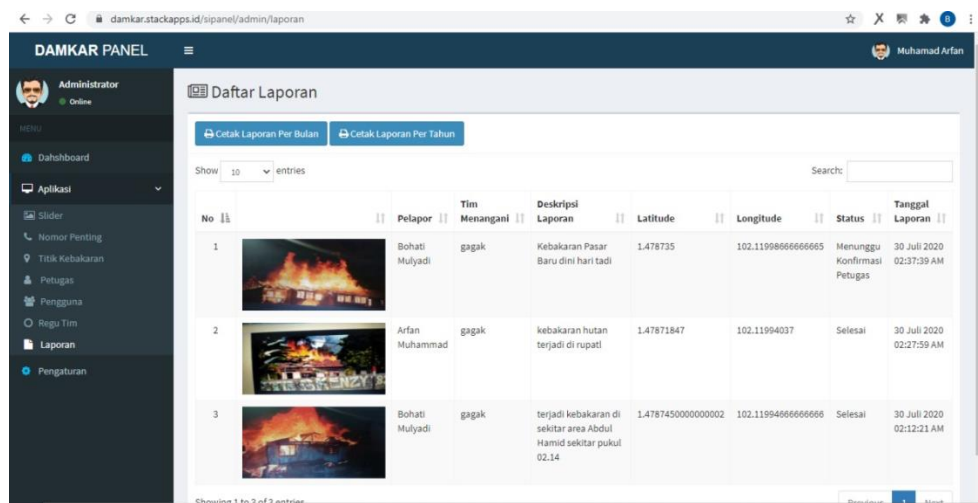 damkar.stackapps.id/sipanel/admin/laporan
DAMKAR PANEL
Muhamad Arfan
Administrator
Online
MENU
Dahshboard
Aplikasi
Slider
Nomor Penting
Titik Kebakaran
Petugas
Pengguna
Regu Tim
Laporan
Pengaturan
Daftar Laporan
Cetak Laporan Per Bulan
Cetak Laporan Per Tahun
Show 10 entries
Search:
No Pelapor Tim Menangani Deskripsi Laporan Latitude Longitude Status Tanggal Laporan
1 Bohati Mulyadi gagak Kebakaran Pasar Baru dini hari tadi 1.478735 102.11998666666665 Menunggu Konfirmasi Petugas 30 Juli 2020 02:37:39 AM
2 Arfan Muhammad gagak kebakaran hutan terjadi di rupatl 1.47871847 102.11994037 Selesai 30 Juli 2020 02:27:59 AM
3 Bohati Mulyadi gagak terjadi kebakaran di sekitar area Abdul Hamid sekitar pukul 02.14 1.4787450000000002 102.11994666666666 Selesai 30 Juli 2020 02:12:21 AM
Showing 1 to 3 of 3 entries
Previous 1 Next